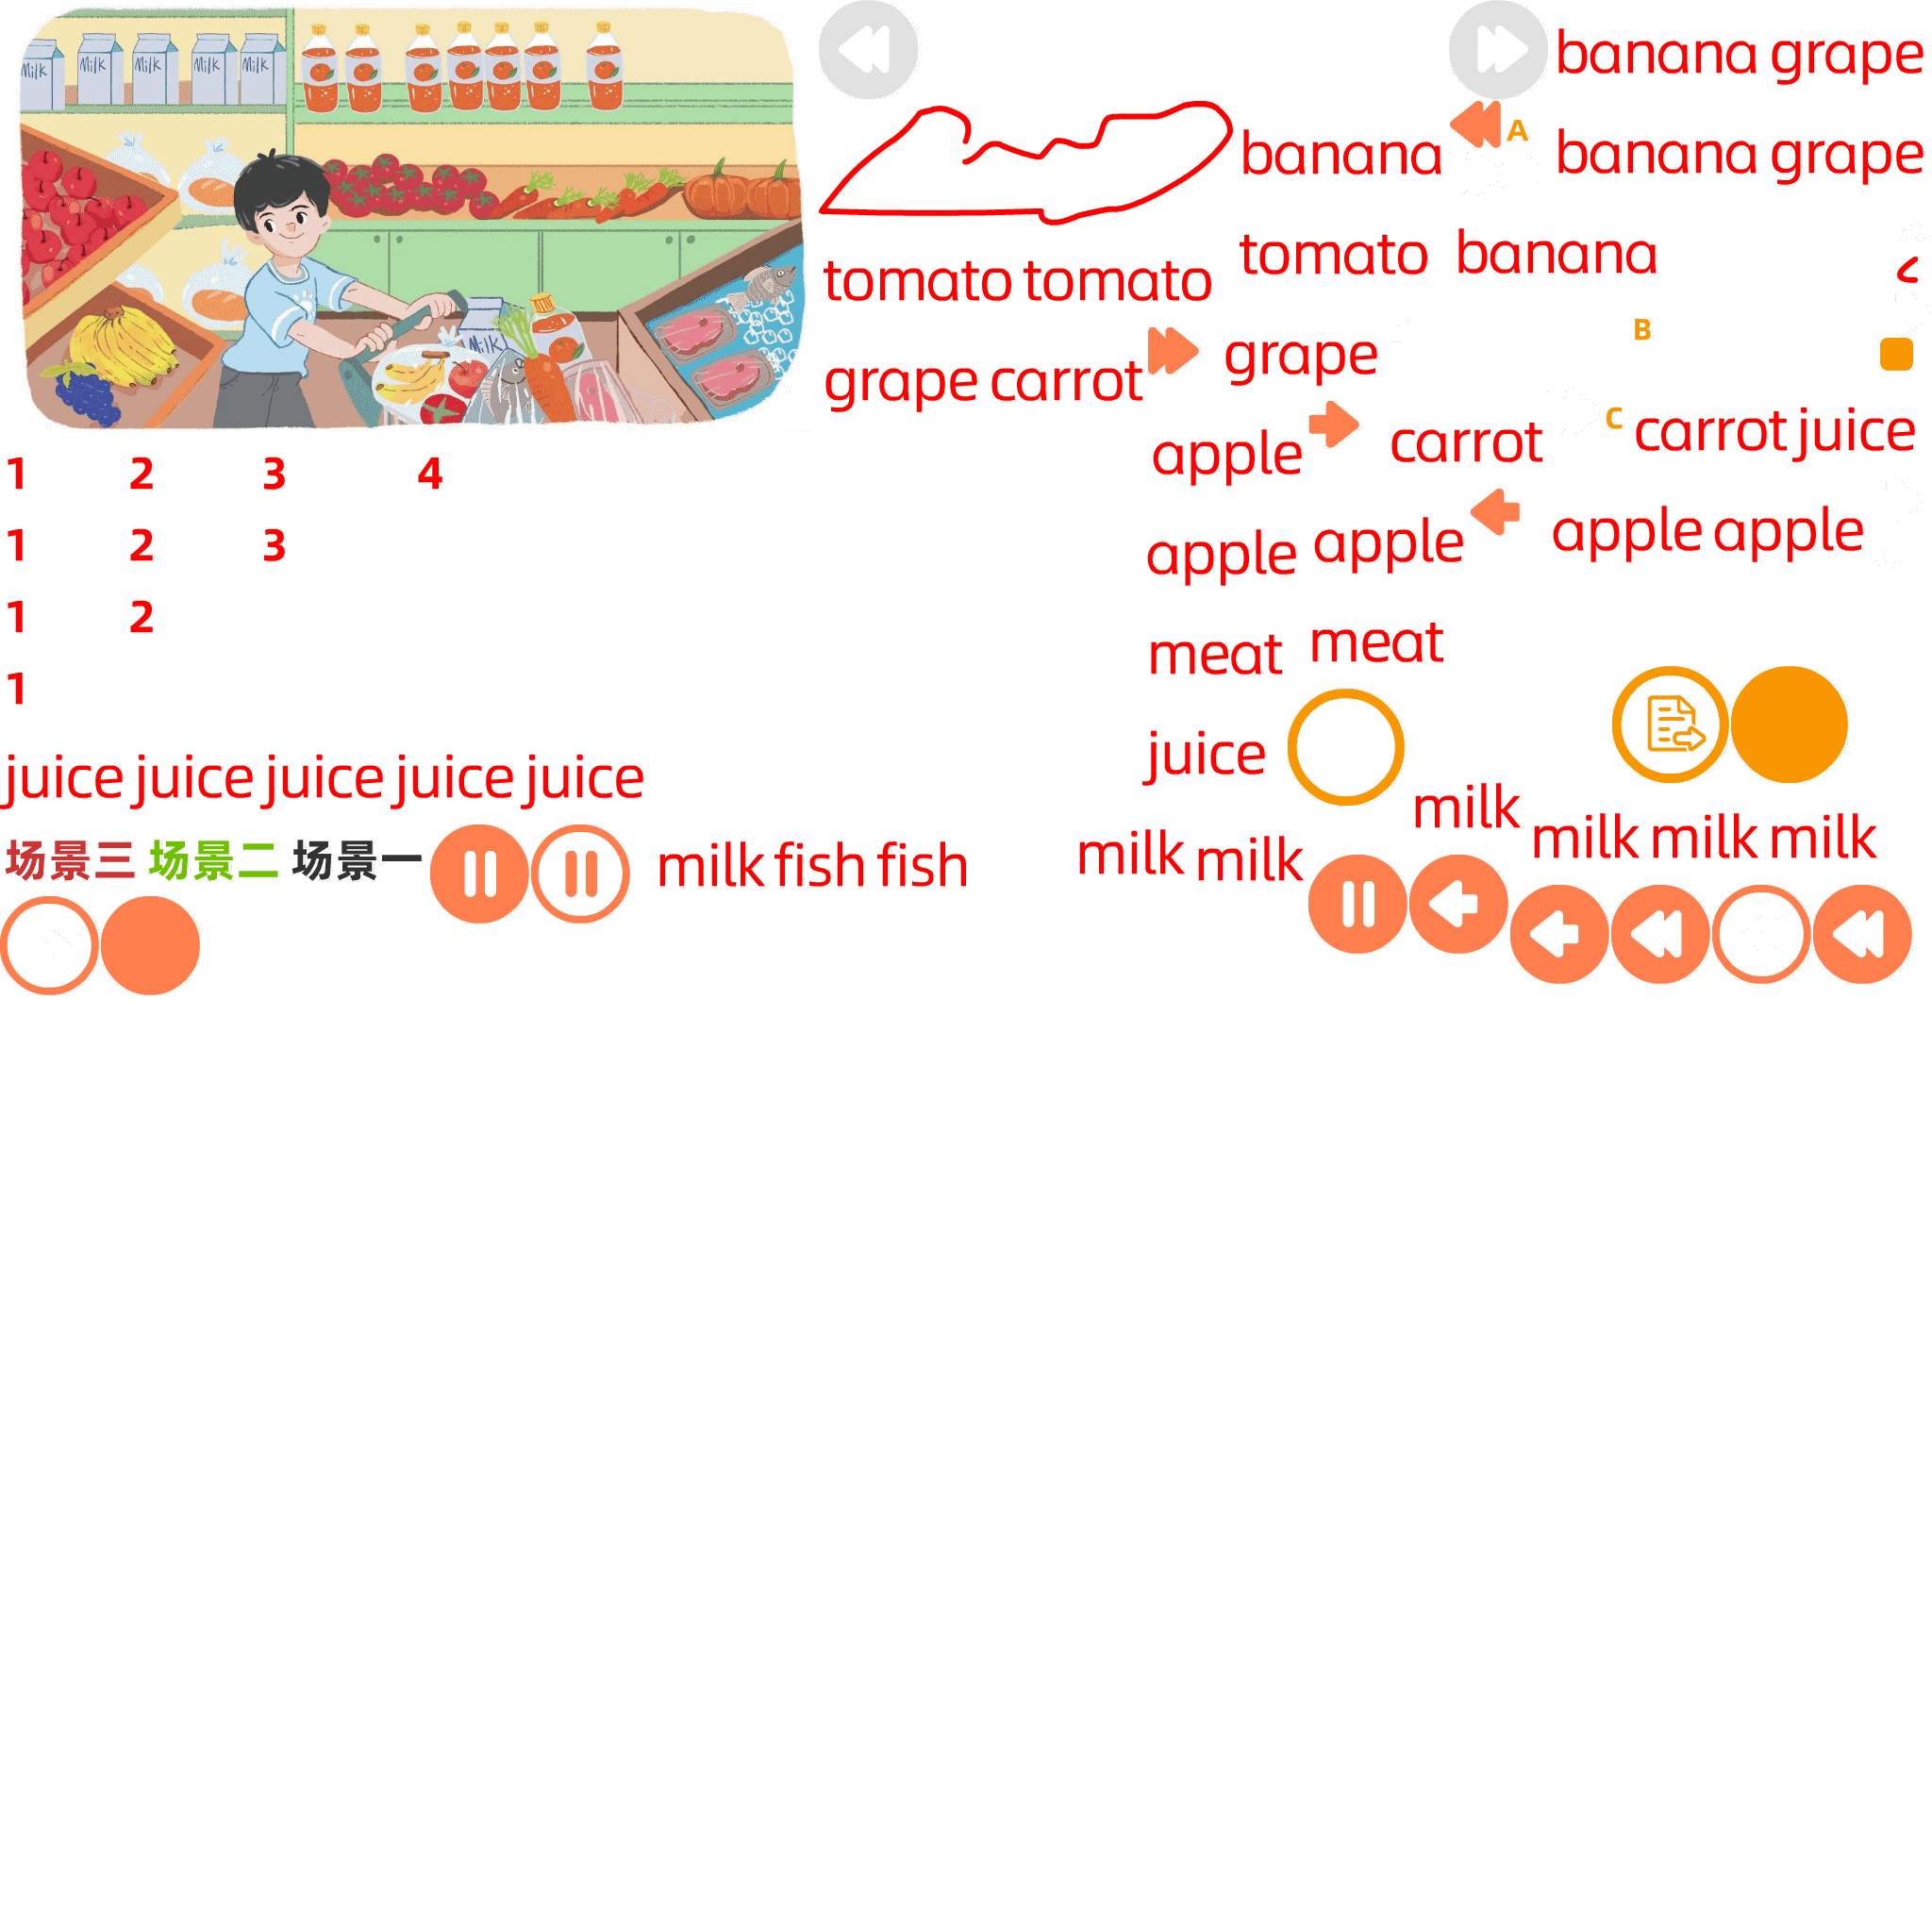 Milk Milk Milk Milk Milk
Milk
banana grape
banana A banana grape
tomato tomato tomato banana
B
grape carrot grape
apple carrot C carrot juice
1 2 3 4
apple apple apple apple
1 2 3
1 2
meat meat
1
juice juice juice juice juice juice
milk
场景三 场景二 场景一 milk fish fish milk milk milk milk milk